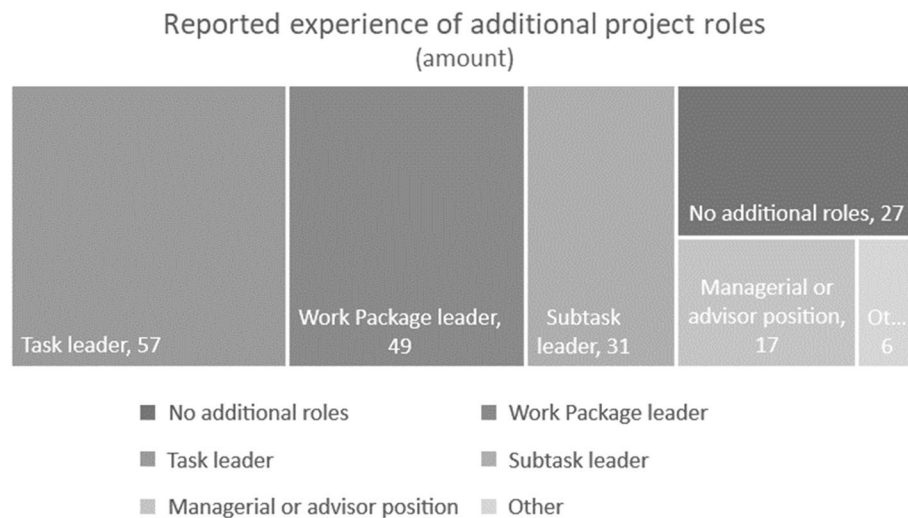 Reported experience of additional project roles
(amount)
Task leader, 57
Work Package leader,
49
Subtask
leader, 31
No additional roles, 27
Managerial or
advisor position,
17
Ot...
6
No additional roles
Work Package leader
Task leader
Subtask leader
Managerial or advisor position
Other